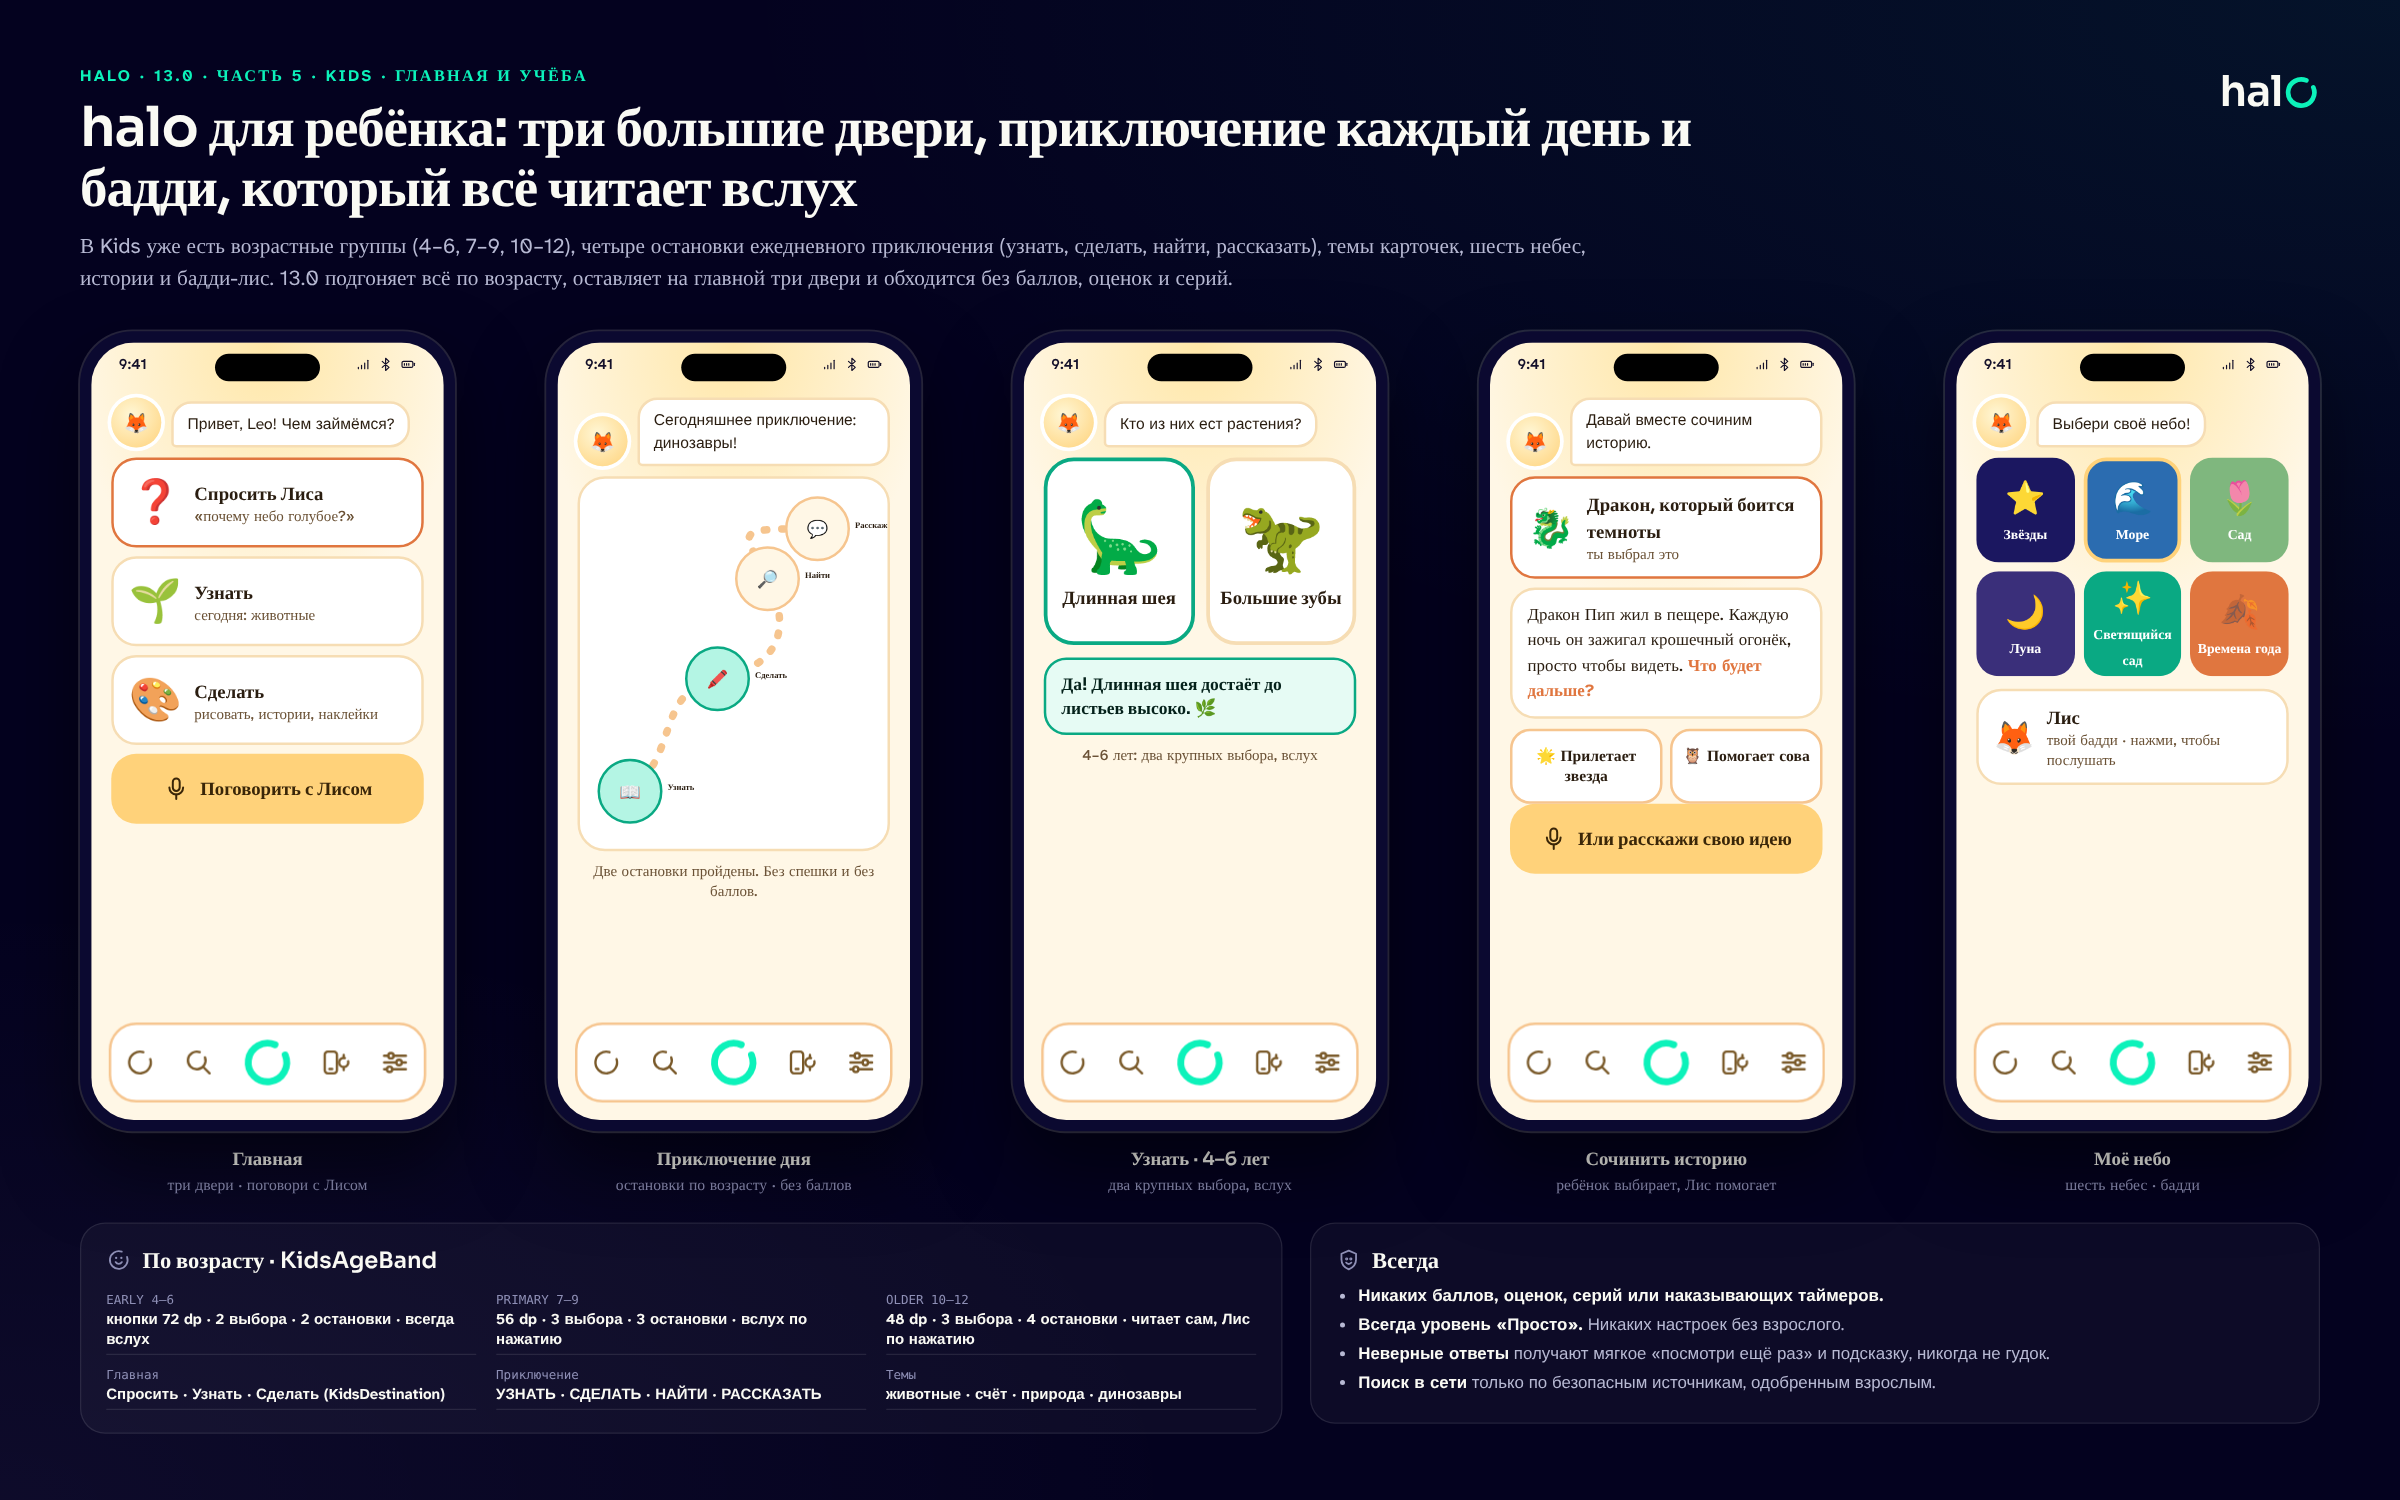 HALO · 13.0 · ЧАСТЬ 5 · KIDS · ГЛАВНАЯ И УЧЁБА
halo
halo для ребёнка: три большие двери, приключение каждый день и
бадди, который всё читает вслух
В Kids уже есть возрастные группы (4–6, 7–9, 10–12), четыре остановки ежедневного приключения (узнать, сделать, найти, рассказать), темы карточек, шесть небес,
истории и бадди-лис. 13.0 подгоняет всё по возрасту, оставляет на главной три двери и обходится без баллов, оценок и серий.
9:41
Привет, Leo! Чем займёмся?
Спросить Лиса
«почему небо голубое?»
Узнать
сегодня: животные
Сделать
рисовать, истории, наклейки
Поговорить с Лисом
Главная
три двери · поговори с Лисом
9:41
Сегодняшнее приключение:
динозавры!
Расскаж
Найти
Сделать
Узнать
Две остановки пройдены. Без спешки и без
баллов.
Приключение дня
остановки по возрасту · без баллов
9:41
Кто из них ест растения?
Длинная шея
Большие зубы
Да! Длинная шея достаёт до
листьев высоко.
4–6 лет: два крупных выбора, вслух
Узнать · 4–6 лет
два крупных выбора, вслух
9:41
Давай вместе сочиним
историю.
Дракон, который боится
темноты
ты выбрал это
Дракон Пип жил в пещере. Каждую
ночь он зажигал крошечный огонёк,
просто чтобы видеть. Что будет
дальше?
Прилетает
звезда
Помогает сова
Или расскажи свою идею
Сочинить историю
ребёнок выбирает, Лис помогает
9:41
Выбери своё небо!
Звёзды
Море
Сад
Луна
Светящийся
сад
Времена года
Лис
твой бадди · нажми, чтобы
послушать
Моё небо
шесть небес · бадди
По возрасту · KidsAgeBand
EARLY 4–6
кнопки 72 dp · 2 выбора · 2 остановки · всегда
вслух
PRIMARY 7–9
56 dp · 3 выбора · 3 остановки · вслух по
нажатию
OLDER 10–12
48 dp · 3 выбора · 4 остановки · читает сам, Лис
по нажатию
Главная
Спросить · Узнать · Сделать (KidsDestination)
Приключение
УЗНАТЬ · СДЕЛАТЬ · НАЙТИ · РАССКАЗАТЬ
Темы
животные · счёт · природа · динозавры
Всегда
• Никаких баллов, оценок, серий или наказывающих таймеров.
• Всегда уровень «Просто». Никаких настроек без взрослого.
• Неверные ответы получают мягкое «посмотри ещё раз» и подсказку, никогда не гудок.
• Поиск в сети только по безопасным источникам, одобренным взрослым.